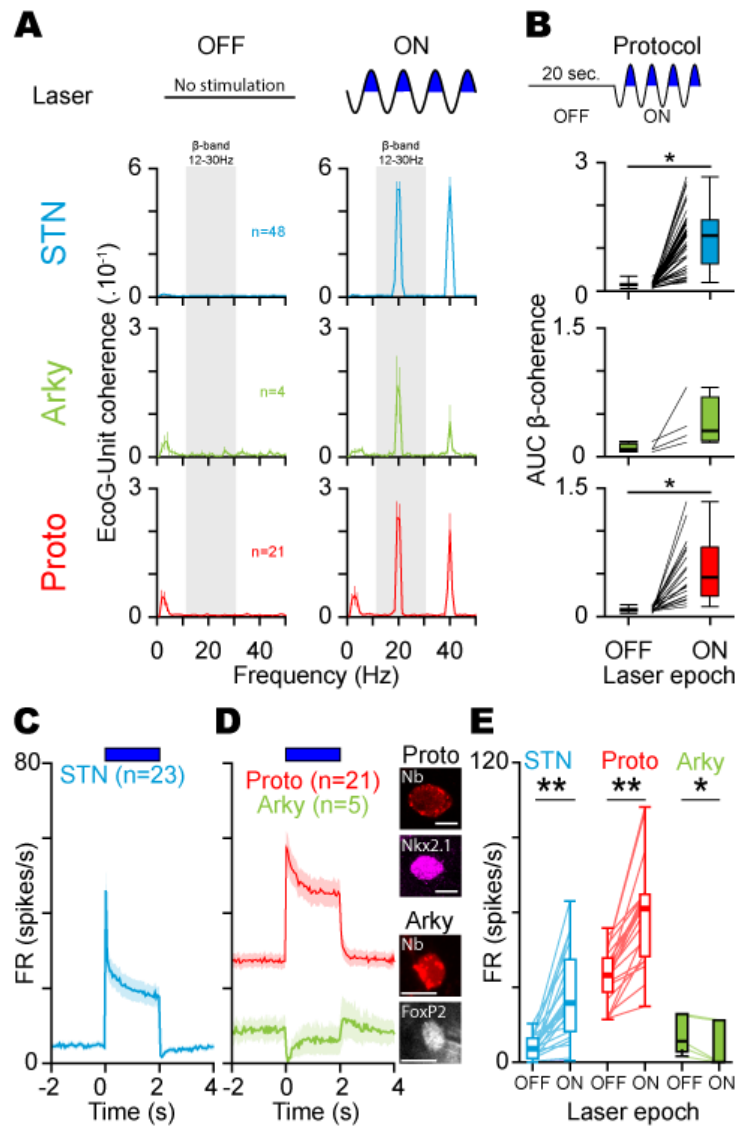 A
B
OFF
ON
Protocol
Laser
No stimulation
20 sec.
OFF
ON
β-band
12-30Hz
β-band
12-30Hz
STN
Arky
Proto
EcoG-Unit coherence (.10⁻¹)
6
0
n=48
6
0
3
0
n=4
3
0
3
0
n=21
3
0
0 20 40
0 20 40
Frequency (Hz)
AUC β-coherence
3
0
*
1.5
0
1.5
0
*
OFF ON
Laser epoch
C
D
E
80
0
FR (spikes/s)
STN (n=23)
-2 0 2 4
Time (s)
Proto (n=21)
Arky (n=5)
-2 0 2 4
Time (s)
Proto
Nb
Nkx2.1
Arky
Nb
FoxP2
120
0
FR (spikes/s)
STN Proto Arky
** ** *
OFF ON OFF ON OFF ON
Laser epoch